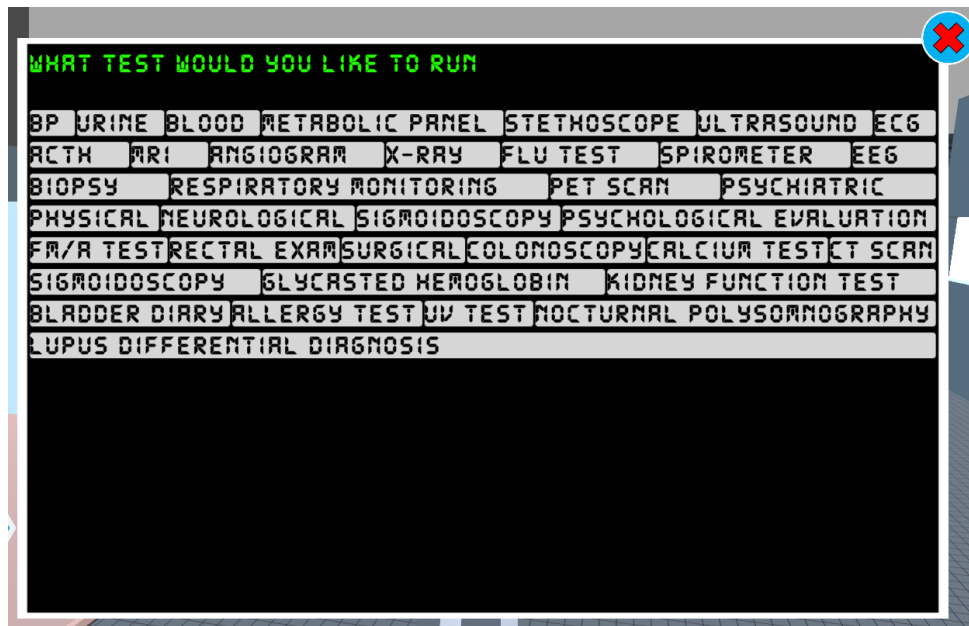 WHAT TEST WOULD YOU LIKE TO RUN
BP URINE BLOOD METABOLIC PANEL STETHOSCOPE ULTRASOUND ECG
ACTH MRI ANGIOGRAM X-RAY FLU TEST SPIROMETER EEG
BIOPSY RESPIRATORY MONITORING PET SCAN PSYCHIATRIC
PHYSICAL NEUROLOGICAL SIGMOIDOSCOPY PSYCHOLOGICAL EVALUATION
FM/A TEST RECTAL EXAM SURGICAL COLONOSCOPY CALCIUM TEST CT SCAN
SIGMOIDOSCOPY GLYCASTED HEMOGLOBIN KIDNEY FUNCTION TEST
BLADDER DIARY ALLERGY TEST UV TEST NOCTURNAL POLYSOMNOGRAPHY
LUPUS DIFFERENTIAL DIAGNOSIS